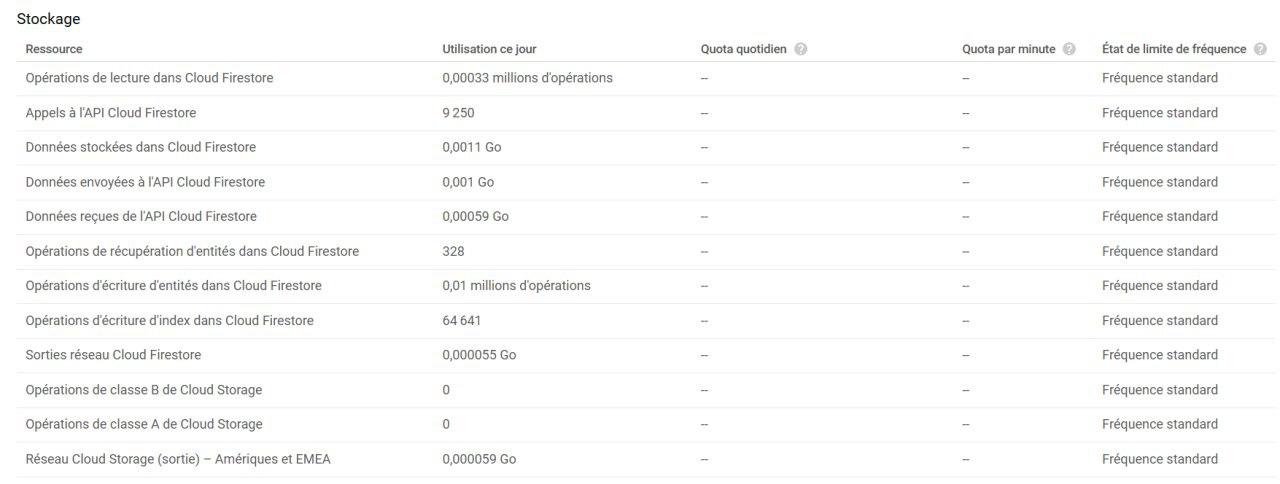 Stockage
Ressource Utilisation ce jour Quota quotidien ? Quota par minute ? État de limite de fréquence ?
Opérations de lecture dans Cloud Firestore 0,00033 millions d'opérations -- -- Fréquence standard
Appels à l'API Cloud Firestore 9 250 -- -- Fréquence standard
Données stockées dans Cloud Firestore 0,0011 Go -- -- Fréquence standard
Données envoyées à l'API Cloud Firestore 0,001 Go -- -- Fréquence standard
Données reçues de l'API Cloud Firestore 0,00059 Go -- -- Fréquence standard
Opérations de récupération d'entités dans Cloud Firestore 328 -- -- Fréquence standard
Opérations d'écriture d'entités dans Cloud Firestore 0,01 millions d'opérations -- -- Fréquence standard
Opérations d'écriture d'index dans Cloud Firestore 64 641 -- -- Fréquence standard
Sorties réseau Cloud Firestore 0,000055 Go -- -- Fréquence standard
Opérations de classe B de Cloud Storage 0 -- -- Fréquence standard
Opérations de classe A de Cloud Storage 0 -- -- Fréquence standard
Réseau Cloud Storage (sortie) – Amériques et EMEA 0,000059 Go -- -- Fréquence standard